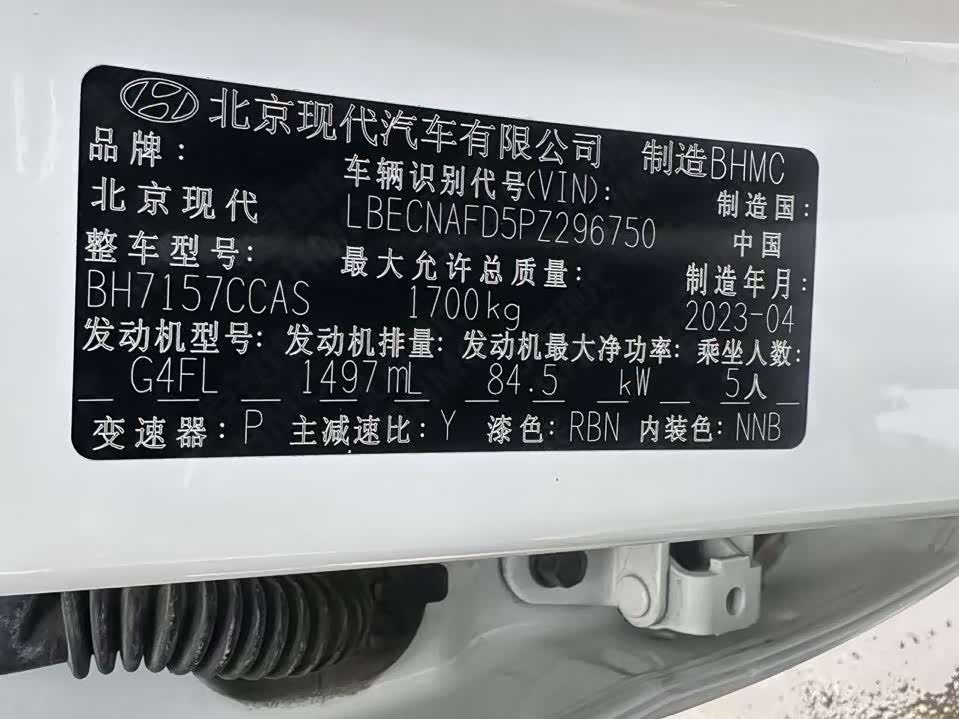 北京现代汽车有限公司 制造BHMC
品牌: 车辆识别代号(VIN): 制造国:
北京现代 LBECNAFD5PZ296750 中国
整车型号: 最大允许总质量: 制造年月:
BH7157CCAS 1700kg 2023-04
发动机型号: 发动机排量: 发动机最大净功率: 乘坐人数:
G4FL 1497mL 84.5 kW 5人
变速器: P 主减速比: Y 漆色: RBN 内装色: NNB